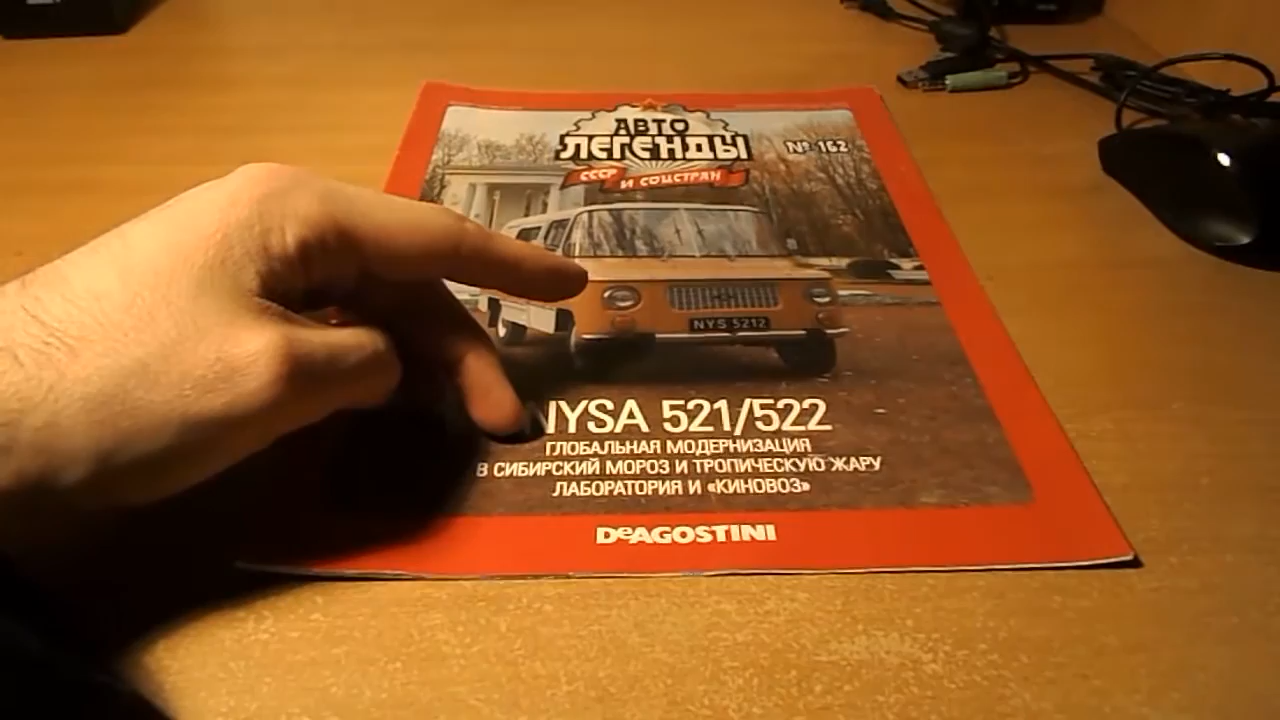 АВТО
ЛЕГЕНДЫ
СССР И СОЦСТРАН
№ 162
NYS 5212
NYSA 521/522
ГЛОБАЛЬНАЯ МОДЕРНИЗАЦИЯ
В СИБИРСКИЙ МОРОЗ И ТРОПИЧЕСКУЮ ЖАРУ
ЛАБОРАТОРИЯ И «КИНОВОЗ»
DeAGOSTINI